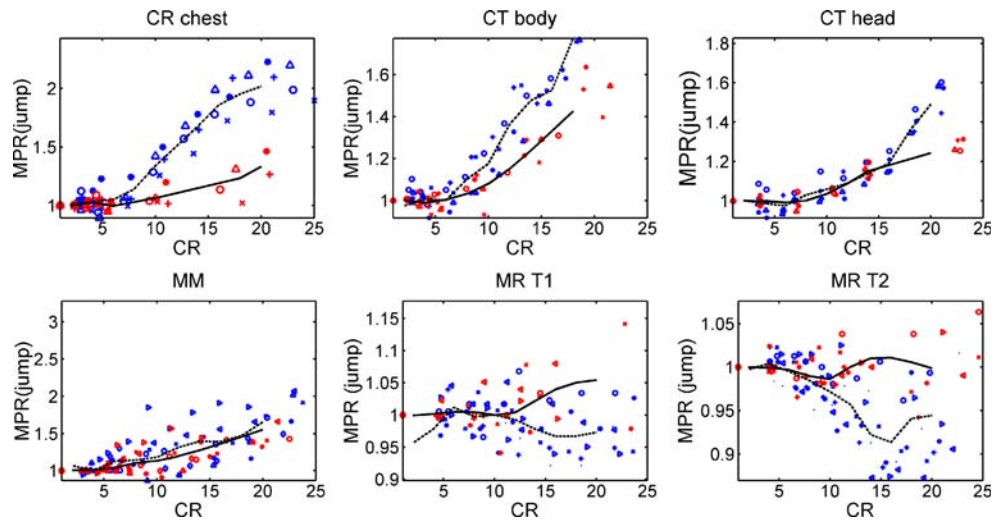 CR chest
CT body
CT head
MPR(jump)
2
1.5
1
5 10 15 20 25
CR
MPR(jump)
1.6
1.4
1.2
1
5 10 15 20 25
CR
MPR(jump)
1.8
1.6
1.4
1.2
1
5 10 15 20 25
CR
MM
MR T1
MR T2
MPR(jump)
3
2.5
2
1.5
1
5 10 15 20 25
CR
MPR (jump)
1.15
1.1
1.05
1
0.95
0.9
5 10 15 20 25
CR
MPR (jump)
1.05
1
0.95
0.9
5 10 15 20 25
CR